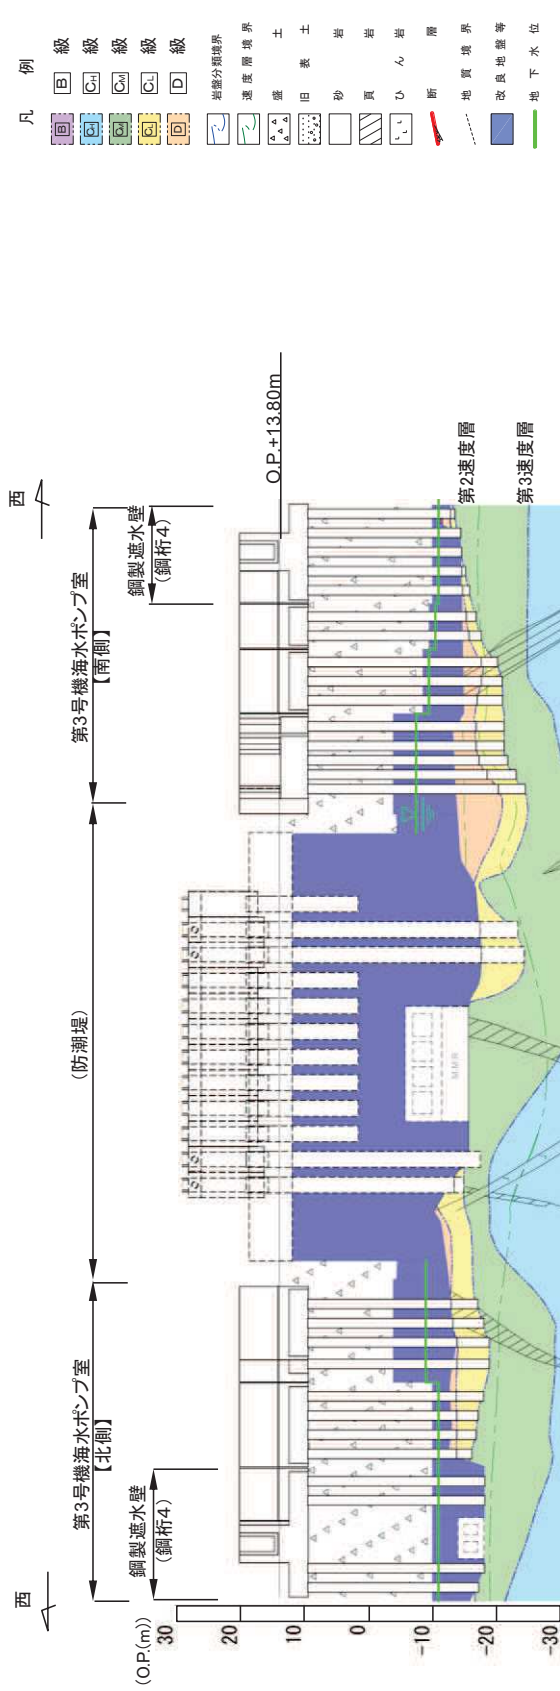 西
西
第3号機海水ポンプ室
【北側】
(防潮堤)
第3号機海水ポンプ室
【南側】
鋼製遮水壁
(鋼桁4)
鋼製遮水壁
(鋼桁4)
O.P.+13.80m
第2速度層
第3速度層
MMR
(O.P.(m))
30
20
10
0
-10
-20
-30
凡例
B B 級
CH CH 級
CM CM 級
CL CL 級
D D 級
岩盤分類境界
速度層境界
盛土
旧表土
砂岩
頁岩
ひん岩
断層
地質境界
改良地盤等
地下水位